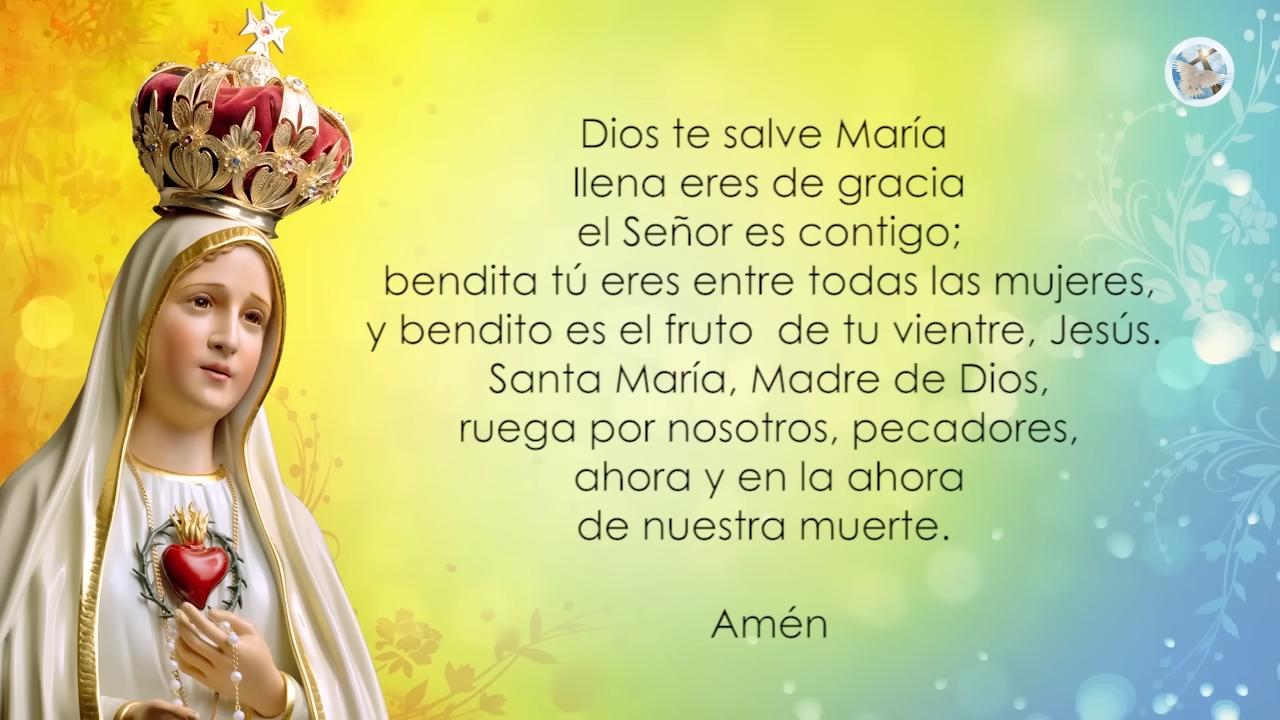 Dios te salve María
llena eres de gracia
el Señor es contigo;
bendita tú eres entre todas las mujeres,
y bendito es el fruto de tu vientre, Jesús.
Santa María, Madre de Dios,
ruega por nosotros, pecadores,
ahora y en la ahora
de nuestra muerte.
Amén